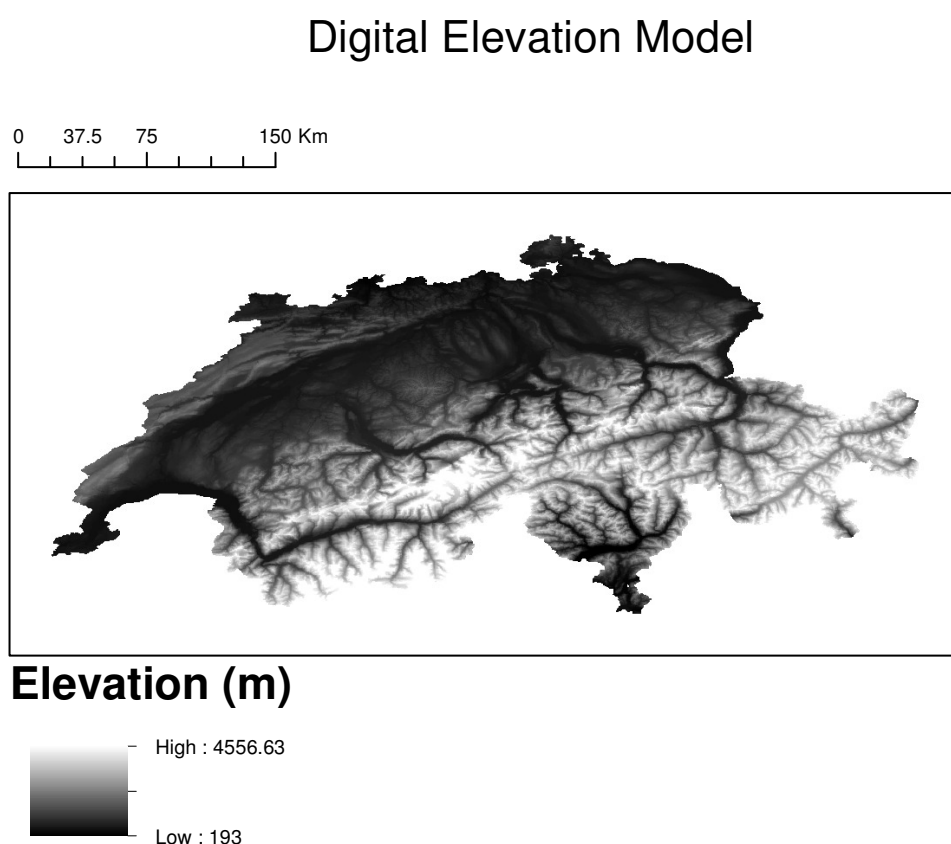 Digital Elevation Model
0 37.5 75 150 Km
Elevation (m)
High : 4556.63
Low : 193